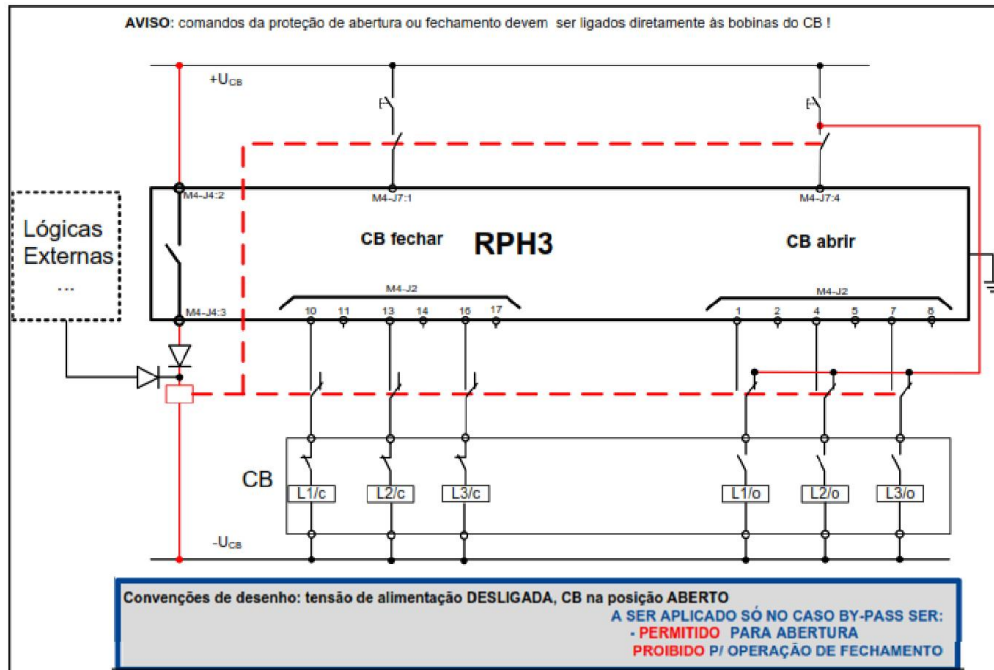 AVISO: comandos da proteção de abertura ou fechamento devem ser ligados diretamente às bobinas do CB !
+UCB
M4-J4:2
M4-J7:1
M4-J7:4
Lógicas
Externas
...
CB fechar
RPH3
CB abrir
M4-J2
M4-J2
M4-J4:3
10 11 13 14 16 17
1 2 4 5 7 8
CB
L1/c L2/c L3/c
L1/o L2/o L3/o
-UCB
Convenções de desenho: tensão de alimentação DESLIGADA, CB na posição ABERTO
A SER APLICADO SÓ NO CASO BY-PASS SER:
- PERMITIDO PARA ABERTURA
PROIBIDO P/ OPERAÇÃO DE FECHAMENTO